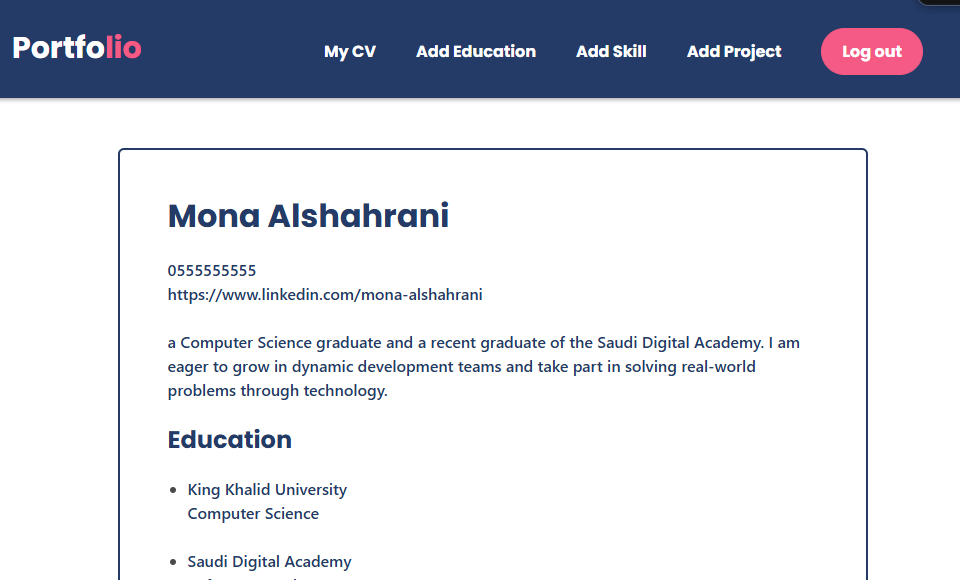 Portfolio
My CV
Add Education
Add Skill
Add Project
Log out
Mona Alshahrani
0555555555
https://www.linkedin.com/mona-alshahrani
a Computer Science graduate and a recent graduate of the Saudi Digital Academy. I am
eager to grow in dynamic development teams and take part in solving real-world
problems through technology.
Education
King Khalid University
Computer Science
Saudi Digital Academy